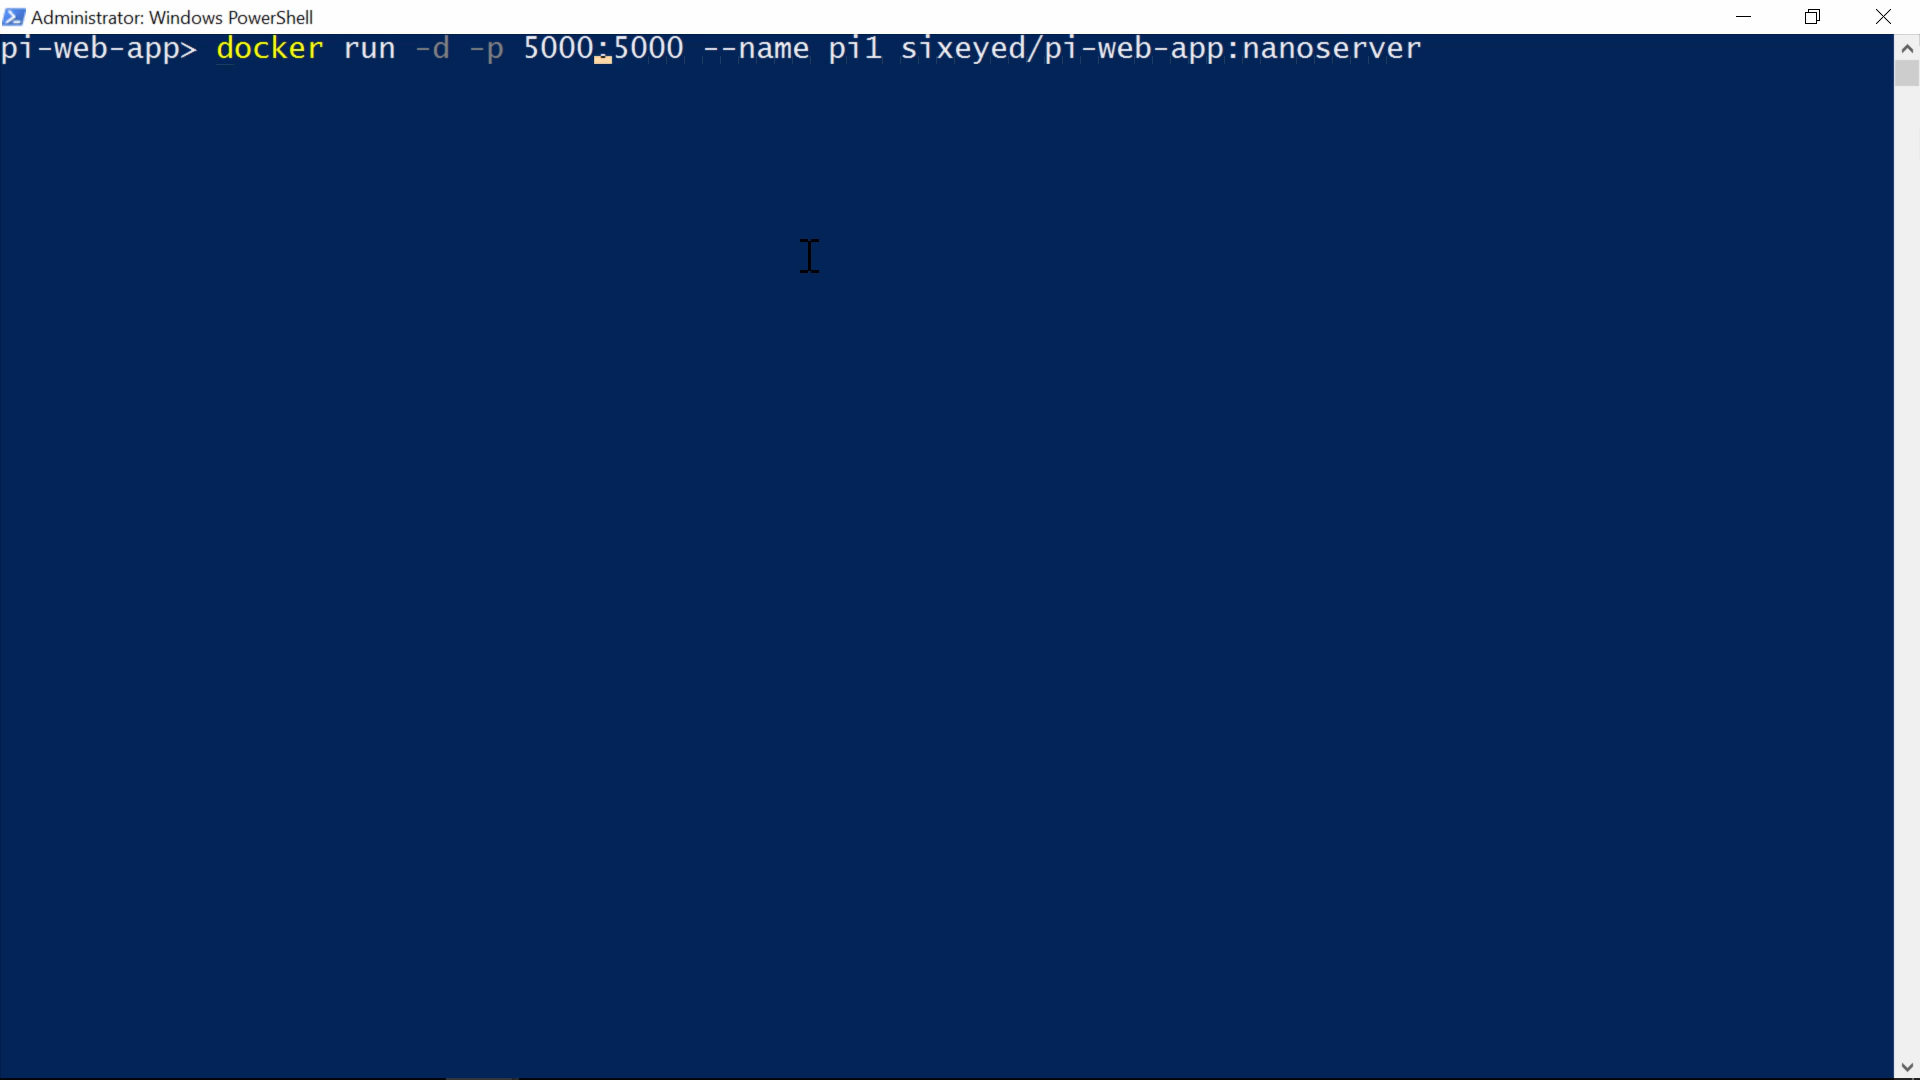 Administrator: Windows PowerShell
pi-web-app> docker run -d -p 5000:5000 --name pi1 sixeyed/pi-web-app:nanoserver